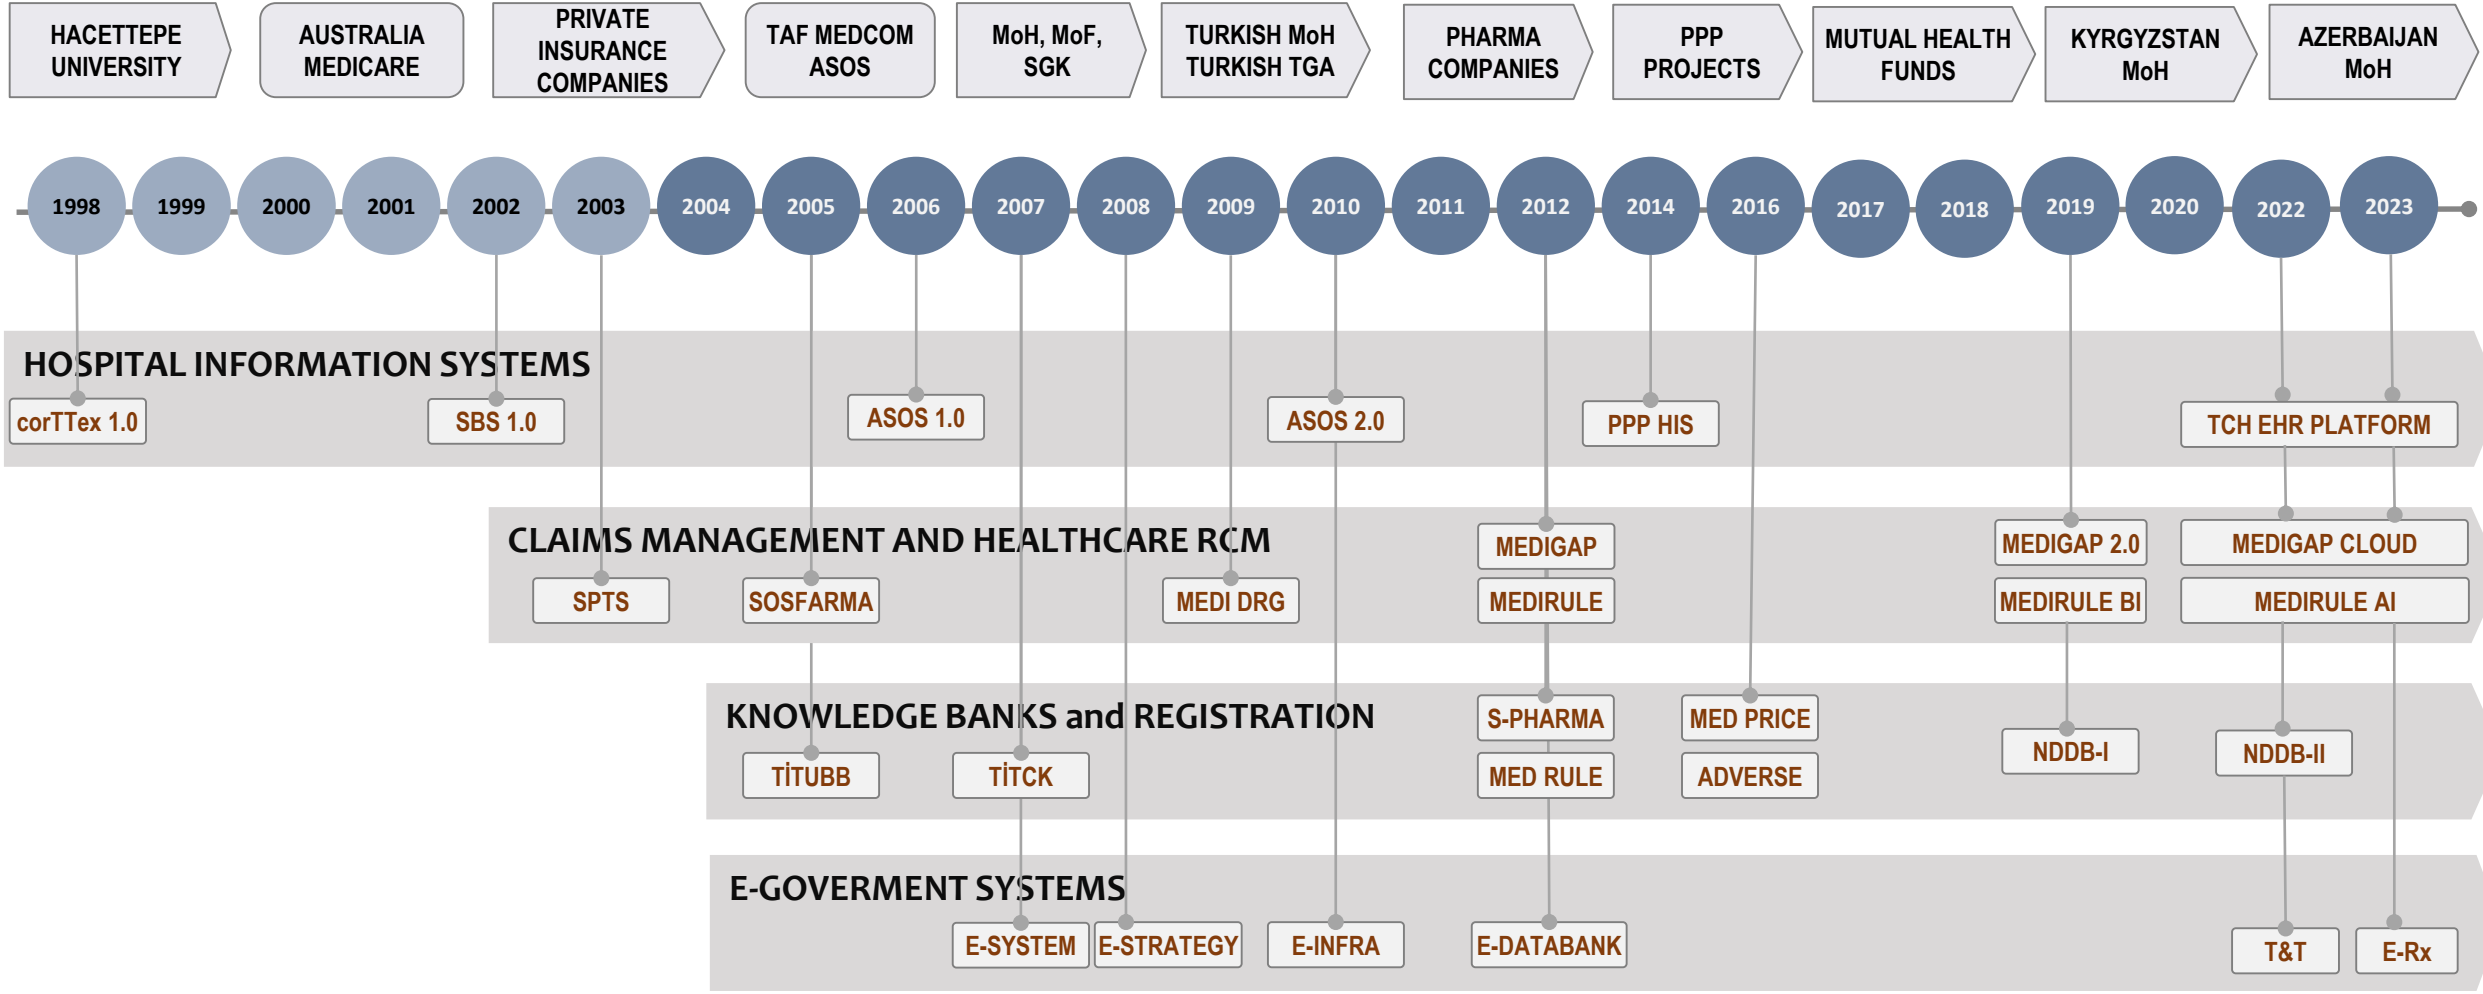 HACETTEPE
UNIVERSITY
AUSTRALIA
MEDICARE
PRIVATE
INSURANCE
COMPANIES
TAF MEDCOM
ASOS
MoH, MoF,
SGK
TURKISH MoH
TURKISH TGA
PHARMA
COMPANIES
PPP
PROJECTS
MUTUAL HEALTH
FUNDS
KYRGYZSTAN
MoH
AZERBAIJAN
MoH
1998
1999
2000
2001
2002
2003
2004
2005
2006
2007
2008
2009
2010
2011
2012
2014
2016
2017
2018
2019
2020
2022
2023
HOSPITAL INFORMATION SYSTEMS
corTTex 1.0
SBS 1.0
ASOS 1.0
ASOS 2.0
PPP HIS
TCH EHR PLATFORM
CLAIMS MANAGEMENT AND HEALTHCARE RCM
MEDIGAP
MEDIGAP 2.0
MEDIGAP CLOUD
SPTS
SOSFARMA
MEDI DRG
MEDIRULE
MEDIRULE BI
MEDIRULE AI
KNOWLEDGE BANKS and REGISTRATION
S-PHARMA
MED PRICE
TİTUBB
TİTCK
MED RULE
ADVERSE
NDDB-I
NDDB-II
E-GOVERMENT SYSTEMS
E-SYSTEM
E-STRATEGY
E-INFRA
E-DATABANK
T&T
E-Rx